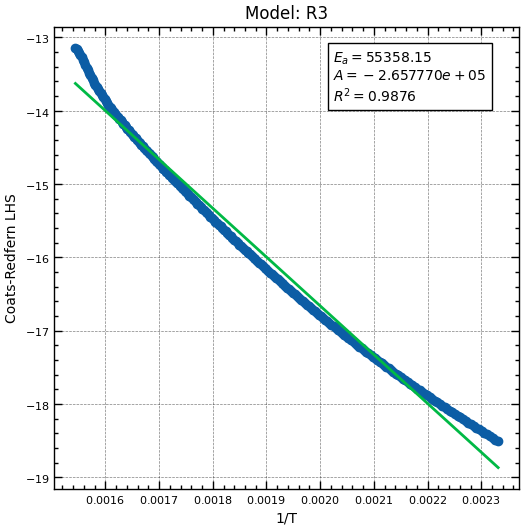 Model: R3
Coats-Redfern LHS
−13
−14
−15
−16
−17
−18
−19
E_a = 55358.15
A = −2.657770e + 05
R² = 0.9876
0.0016 0.0017 0.0018 0.0019 0.0020 0.0021 0.0022 0.0023
1/T